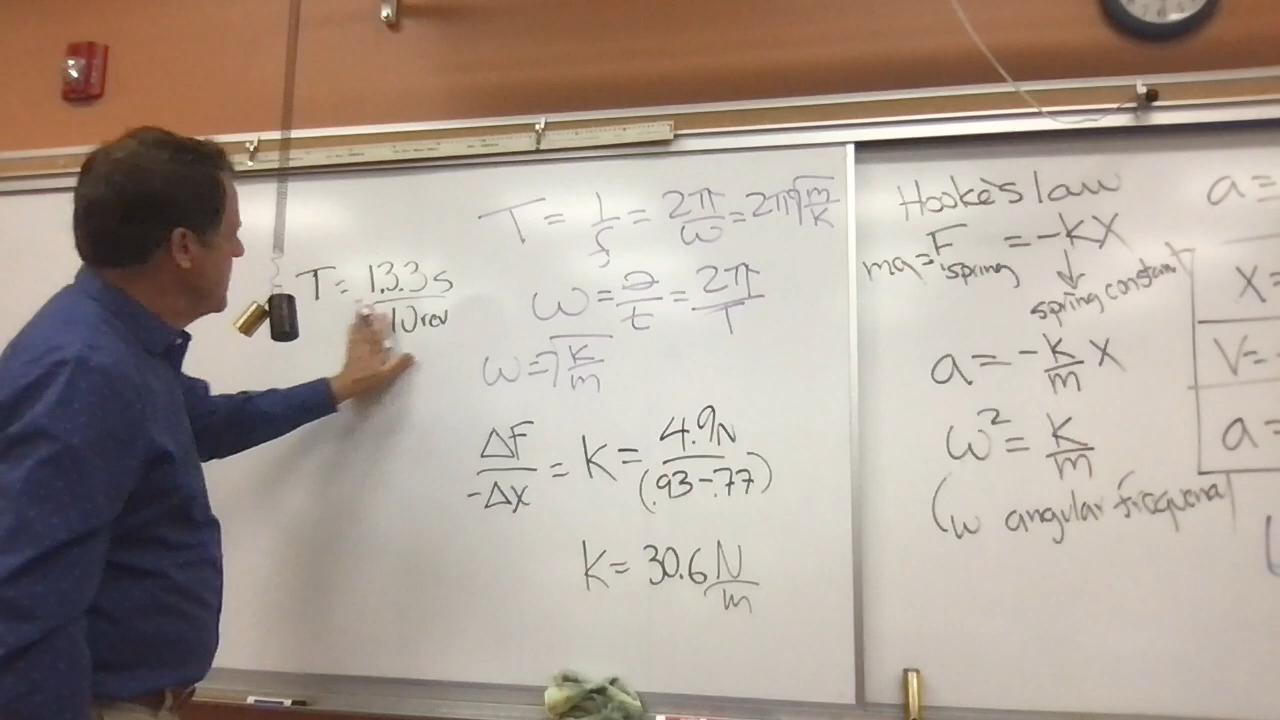 T = 13.3 s / 10 rev
T = 1/f = 2π/ω = 2π√(m/k)
ω = θ/t = 2π/T
ω = √(k/m)
ΔF/-ΔX = K = 4.9N/(.93-.77)
K = 30.6 N/m
Hooke's law
ma = F spring = -KX
spring constant
a = -k/m X
ω² = K/m
(ω angular frequency
a =
X =
V =
a =